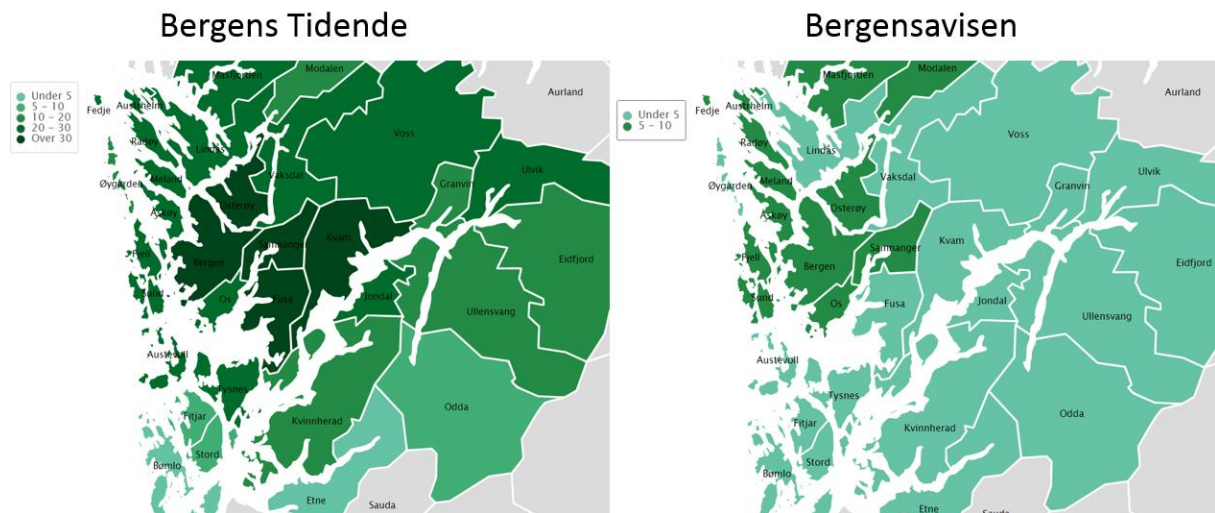 Bergens Tidende
Under 5
5 – 10
10 – 20
20 – 30
Over 30
Masfjorden
Modalen
Aurland
Fedje
Austrheim
Radøy
Lindås
Voss
Ulvik
Øygarden
Meland
Vaksdal
Granvin
Askøy
Osterøy
Samnanger
Kvam
Fjell
Bergen
Eidfjord
Sund
Os
Fusa
Jondal
Ullensvang
Austevoll
Tysnes
Fitjar
Kvinnherad
Odda
Stord
Bømlo
Etne
Sauda
Bergensavisen
Under 5
5 – 10
Masfjorden
Modalen
Aurland
Fedje
Austrheim
Radøy
Lindås
Voss
Ulvik
Øygarden
Meland
Vaksdal
Granvin
Askøy
Osterøy
Samnanger
Kvam
Fjell
Bergen
Eidfjord
Sund
Os
Fusa
Jondal
Ullensvang
Austevoll
Tysnes
Fitjar
Kvinnherad
Odda
Stord
Bømlo
Etne
Sauda